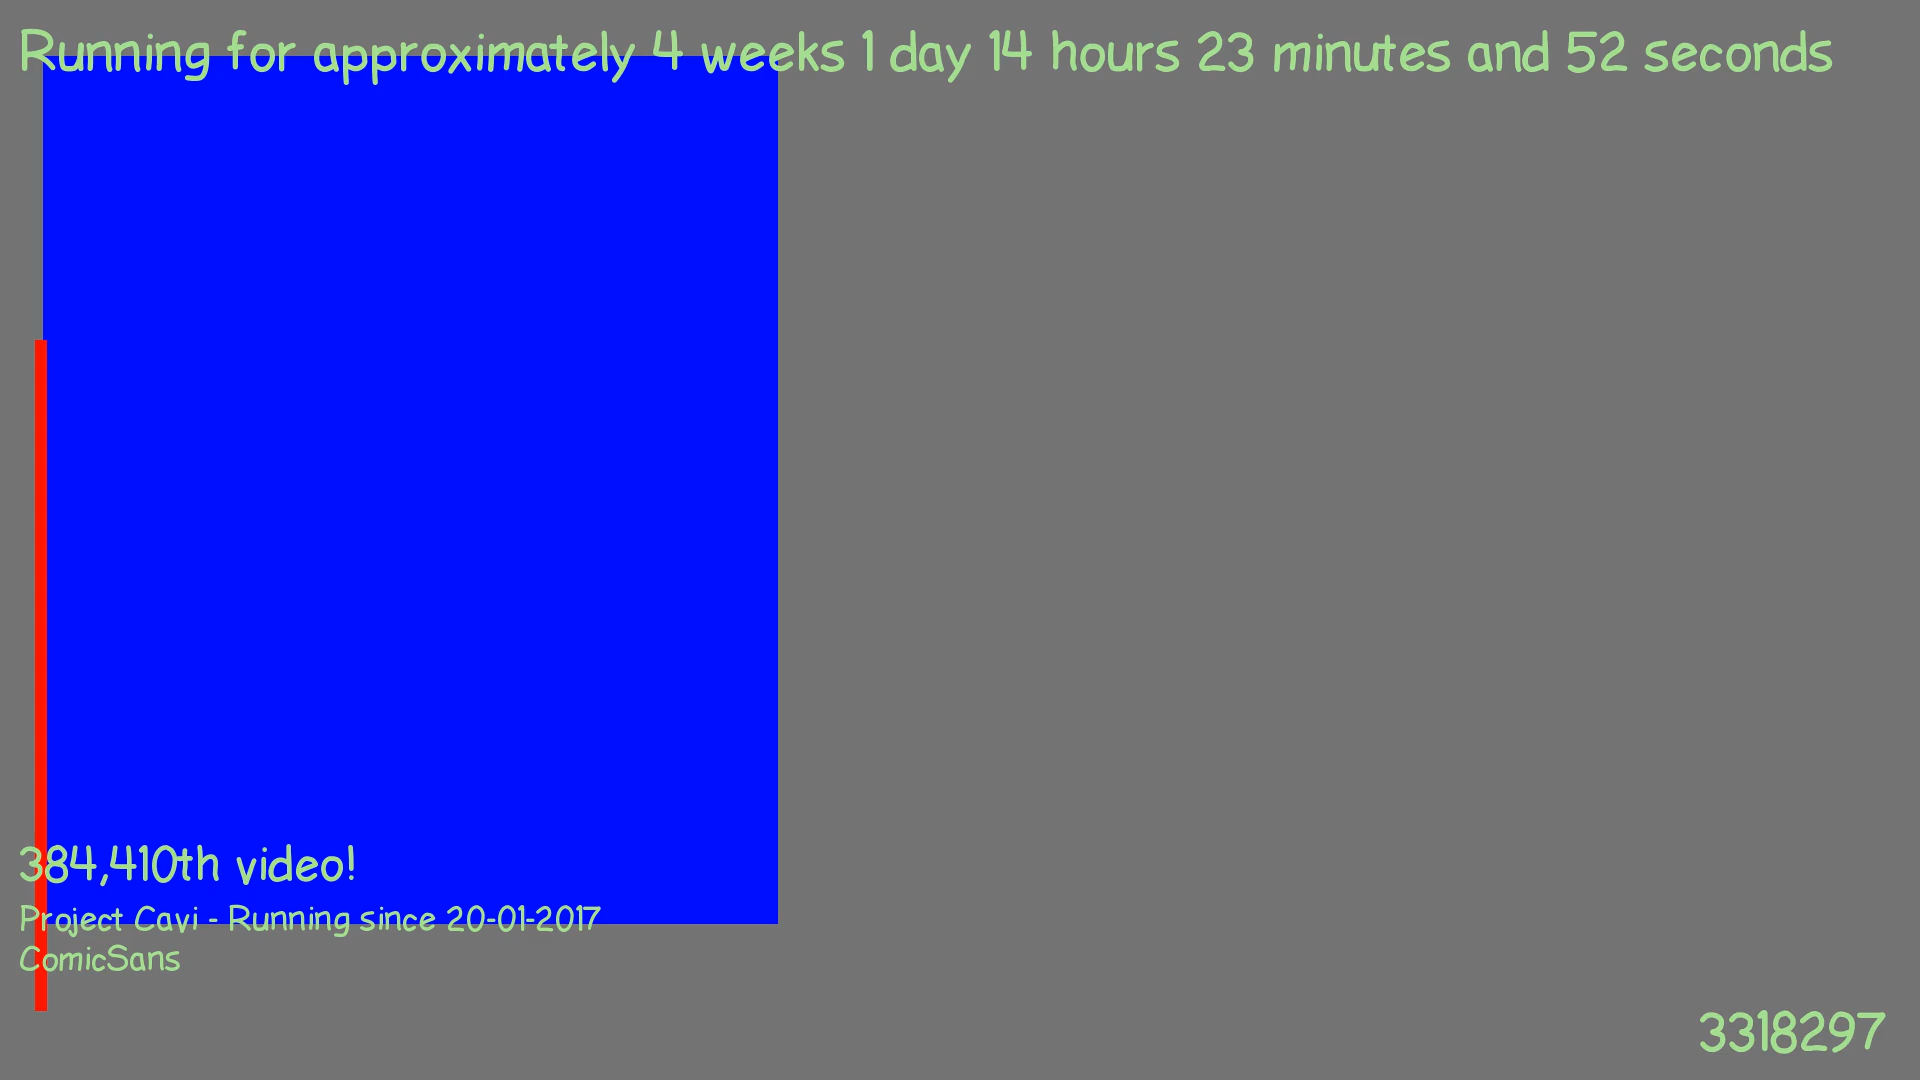 Running for approximately 4 weeks 1 day 14 hours 23 minutes and 52 seconds
384,410th video!
Project Cavi - Running since 20-01-2017
ComicSans
3318297